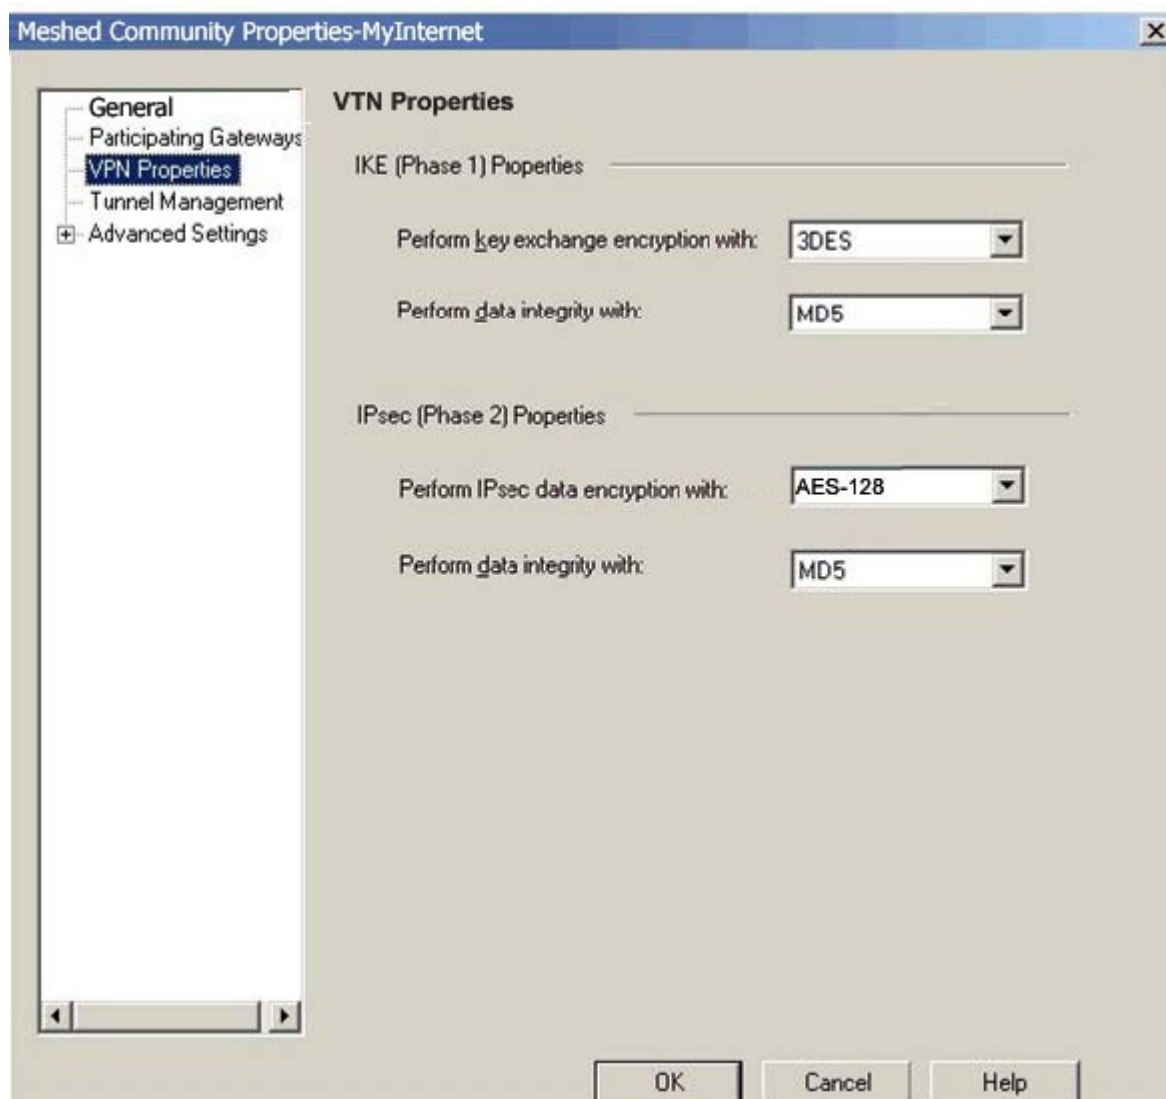 Meshed Community Properties-MyInternet
General
Participating Gateways
VPN Properties
Tunnel Management
Advanced Settings
VTN Properties
IKE (Phase 1) Properties
Perform key exchange encryption with: 3DES
Perform data integrity with: MD5
IPsec (Phase 2) Properties
Perform IPsec data encryption with: AES-128
Perform data integrity with: MD5
OK Cancel Help